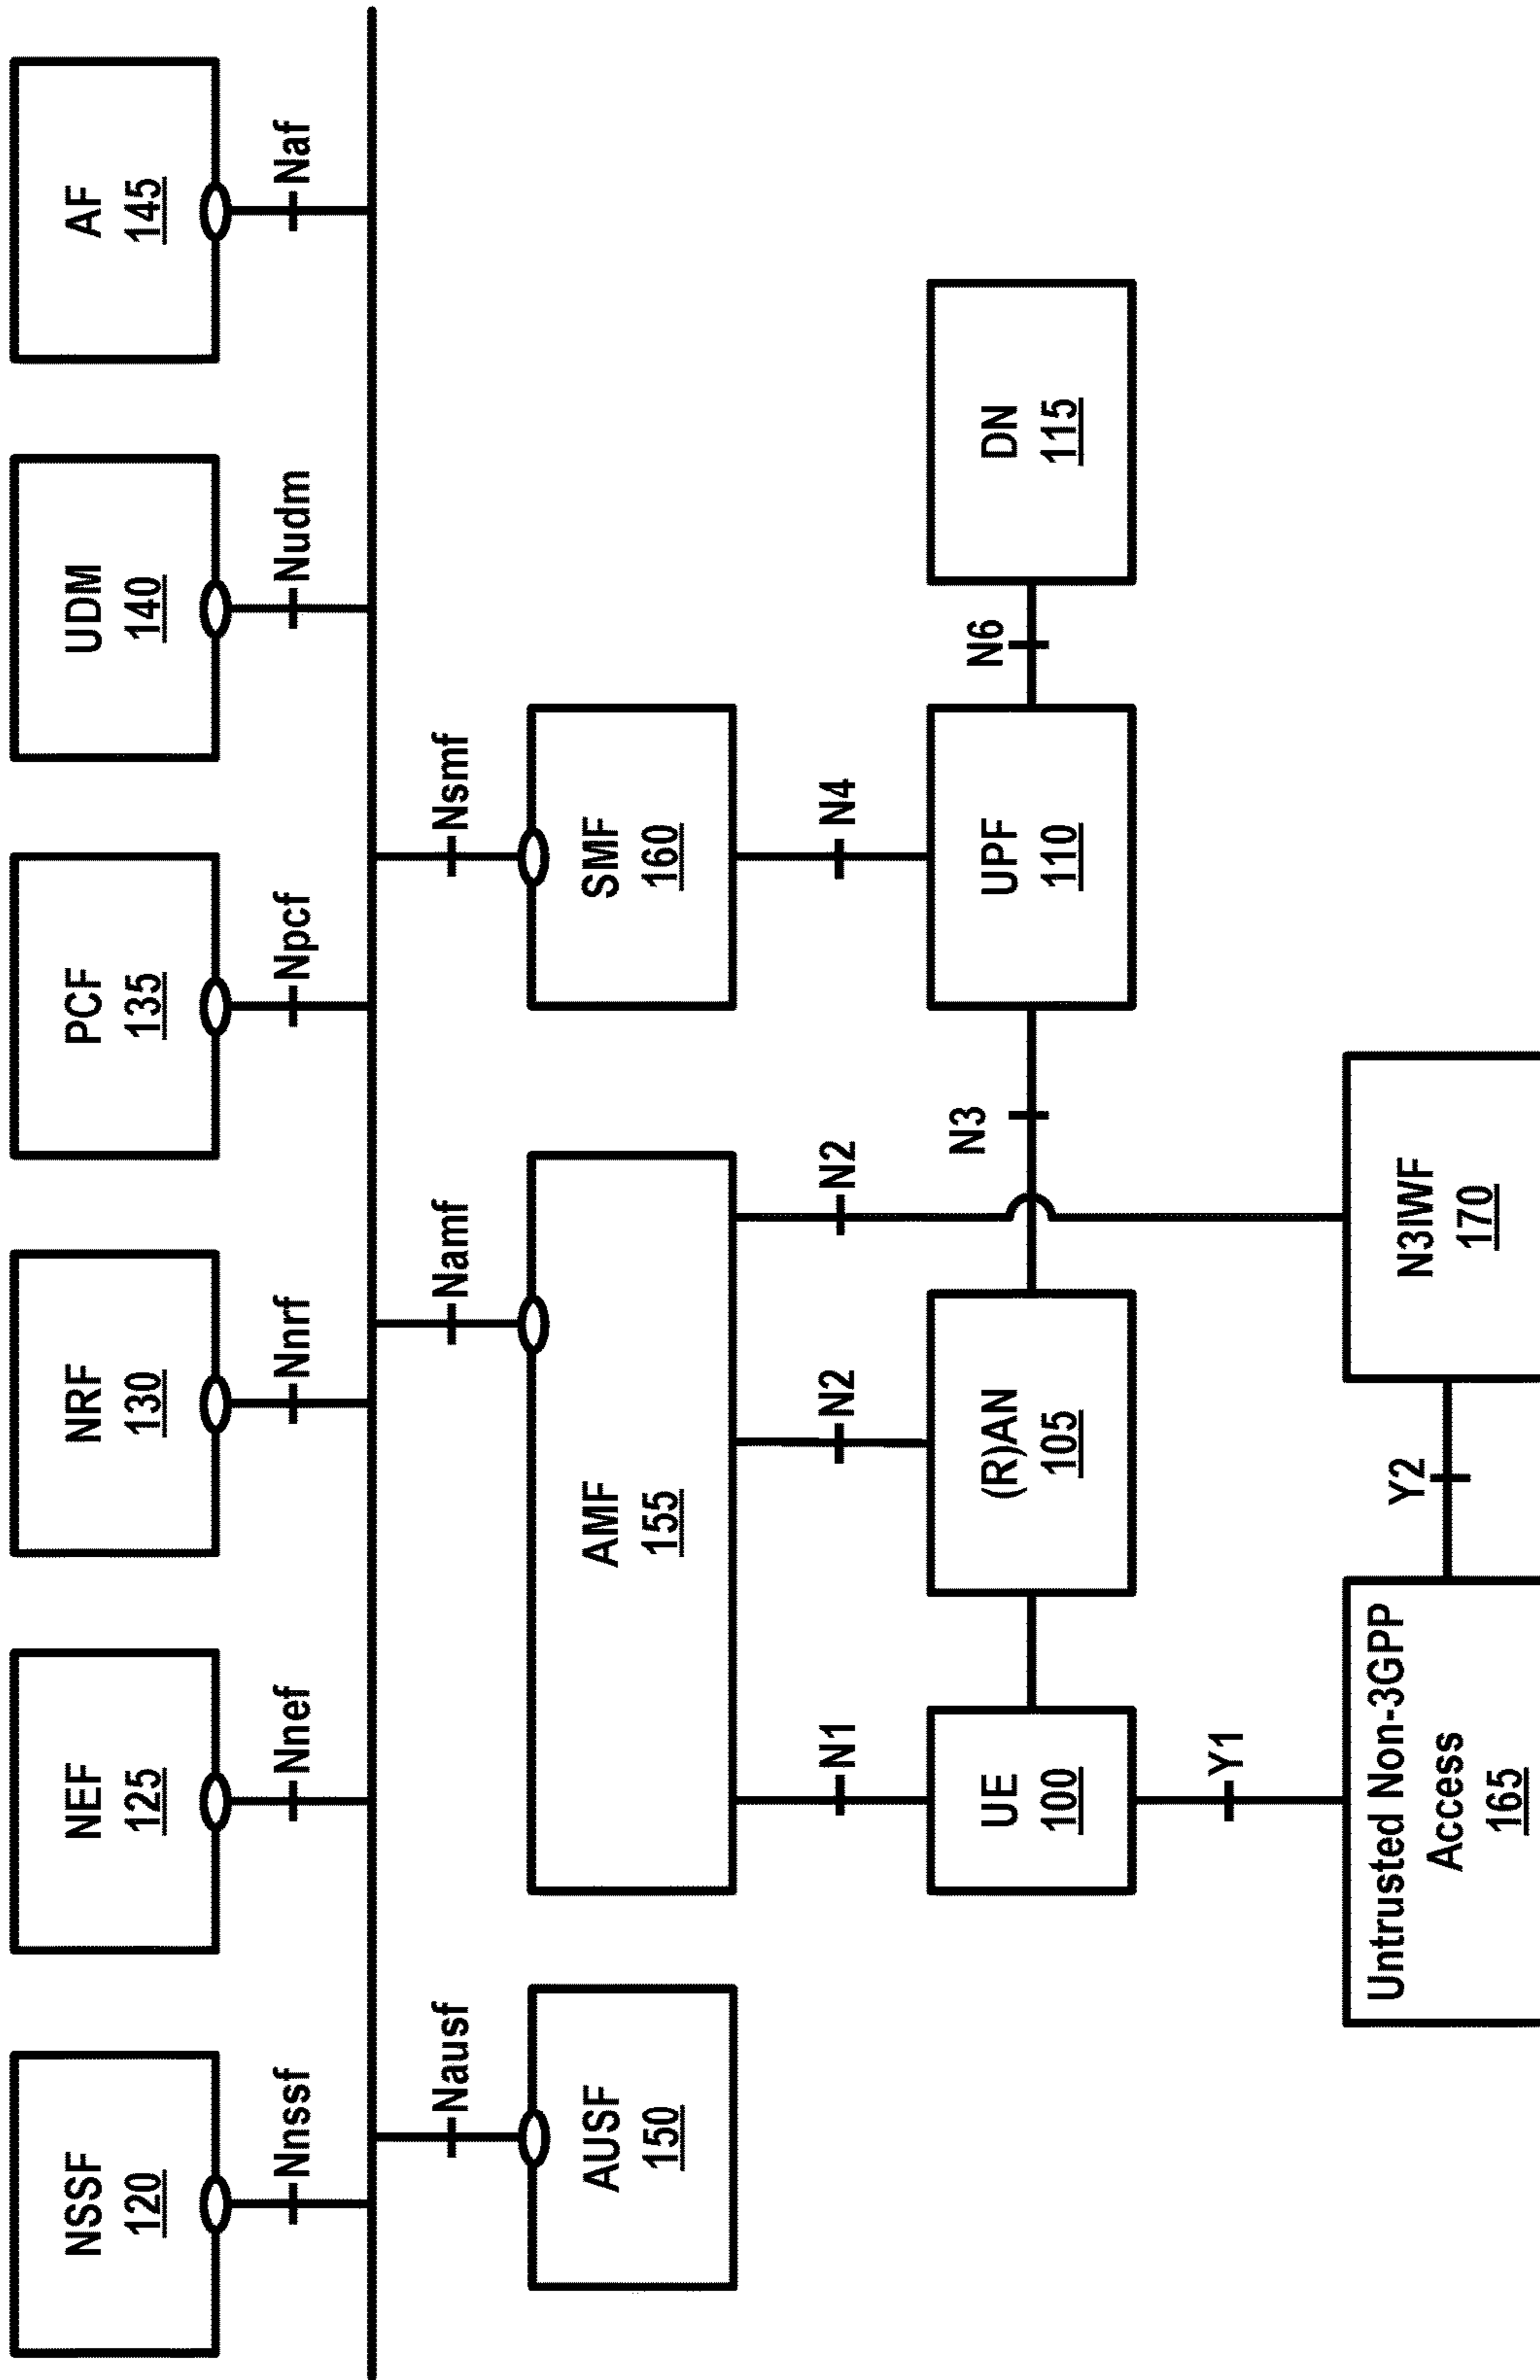 NSSF
120
NEF
125
NRF
130
PCF
135
UDM
140
AF
145
Nnssf
Nnef
Nnrf
Npcf
Nudm
Naf
Nausf
Namf
Nsmf
AUSF
150
AMF
155
SMF
160
N1
N2
N2
N4
UE
100
(R)AN
105
N3
UPF
110
N6
DN
115
Y1
Untrusted Non-3GPP
Access
165
Y2
N3IWF
170